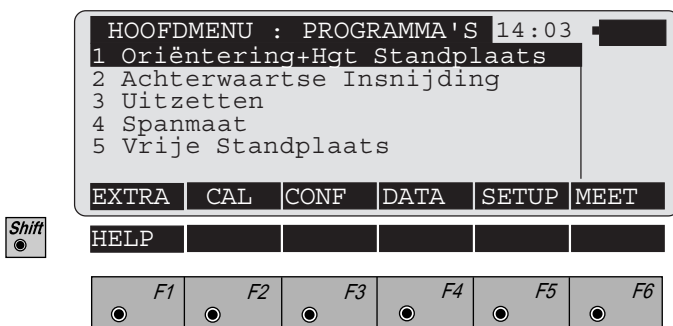 HOOFDMENU : PROGRAMMA'S 14:03
1 Oriëntering+Hgt Standplaats
2 Achterwaartse Insnijding
3 Uitzetten
4 Spanmaat
5 Vrije Standplaats
EXTRA CAL CONF DATA SETUP MEET
Shift
HELP
F1 F2 F3 F4 F5 F6